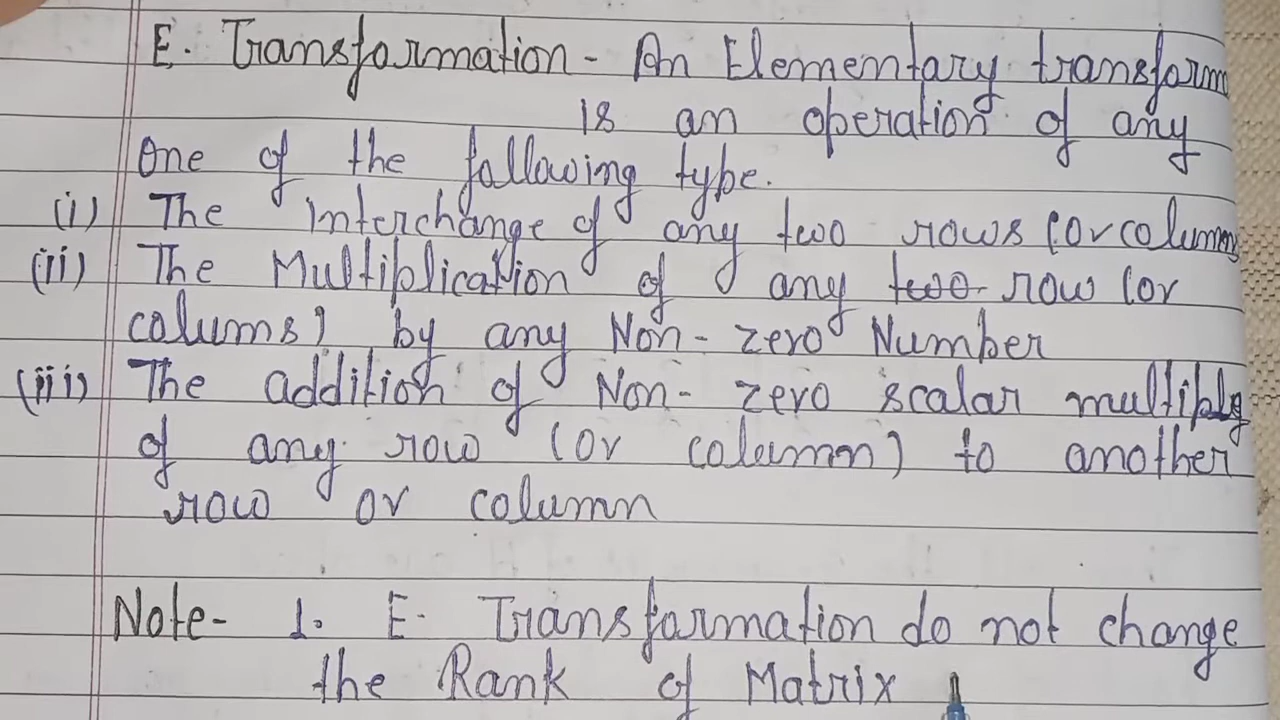 E. Transformation - An Elementary transform
is an operation of any
one of the following type.
(i) The interchange of any two rows (or column
(ii) The Multiplication of any two row (or
colums) by any Non-zero Number
(iii) The addition of Non-zero scalar multiply
of any row (or column) to another
row or column
Note- 1. E. Transformation do not change
the Rank of Matrix